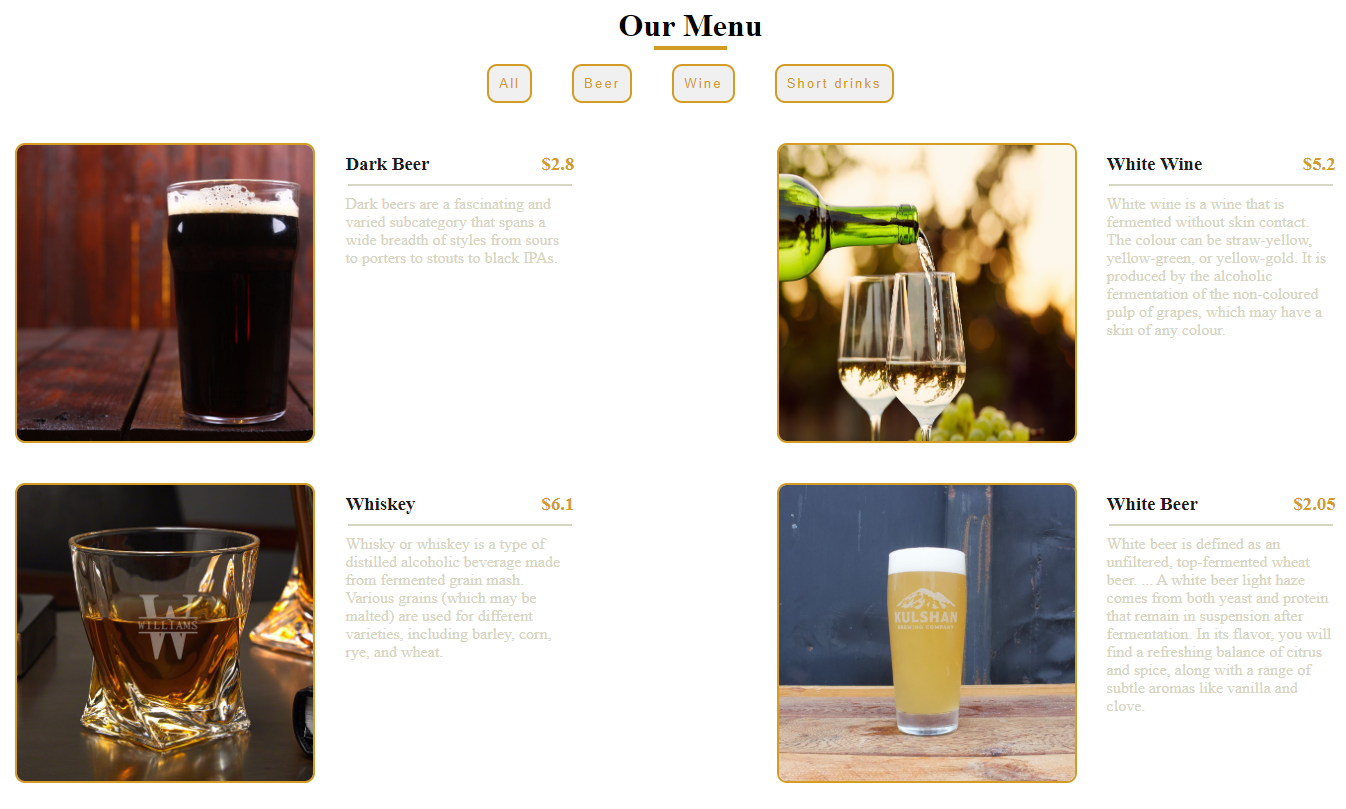 Our Menu
All
Beer
Wine
Short drinks
Dark Beer
$2.8
Dark beers are a fascinating and
varied subcategory that spans a
wide breadth of styles from sours
to porters to stouts to black IPAs.
White Wine
$5.2
White wine is a wine that is
fermented without skin contact.
The colour can be straw-yellow,
yellow-green, or yellow-gold. It is
produced by the alcoholic
fermentation of the non-coloured
pulp of grapes, which may have a
skin of any colour.
W
WILLIAMS
Whiskey
$6.1
Whisky or whiskey is a type of
distilled alcoholic beverage made
from fermented grain mash.
Various grains (which may be
malted) are used for different
varieties, including barley, corn,
rye, and wheat.
KULSHAN
BREWING COMPANY
White Beer
$2.05
White beer is defined as an
unfiltered, top-fermented wheat
beer. ... A white beer light haze
comes from both yeast and protein
that remain in suspension after
fermentation. In its flavor, you will
find a refreshing balance of citrus
and spice, along with a range of
subtle aromas like vanilla and
clove.